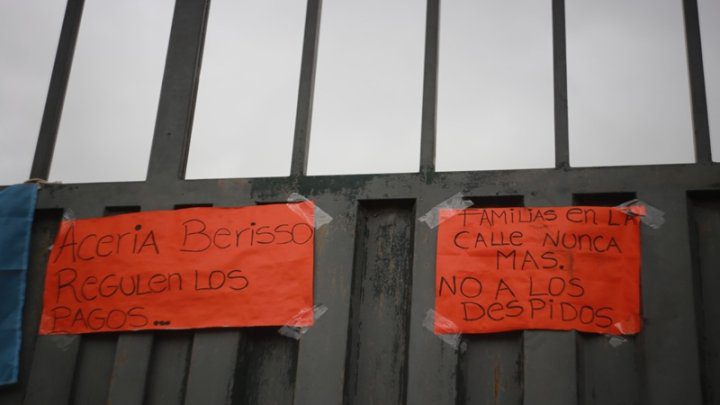 ACERIA BERISSO
REGULEN LOS
PAGOS...
FAMILIAS EN LA
CALLE NUNCA
MAS.
NO A LOS
DESPIDOS